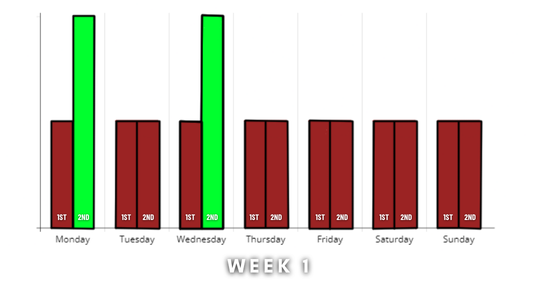 1ST 2ND 1ST 2ND 1ST 2ND 1ST 2ND 1ST 2ND 1ST 2ND 1ST 2ND
Monday Tuesday Wednesday Thursday Friday Saturday Sunday
WEEK 1